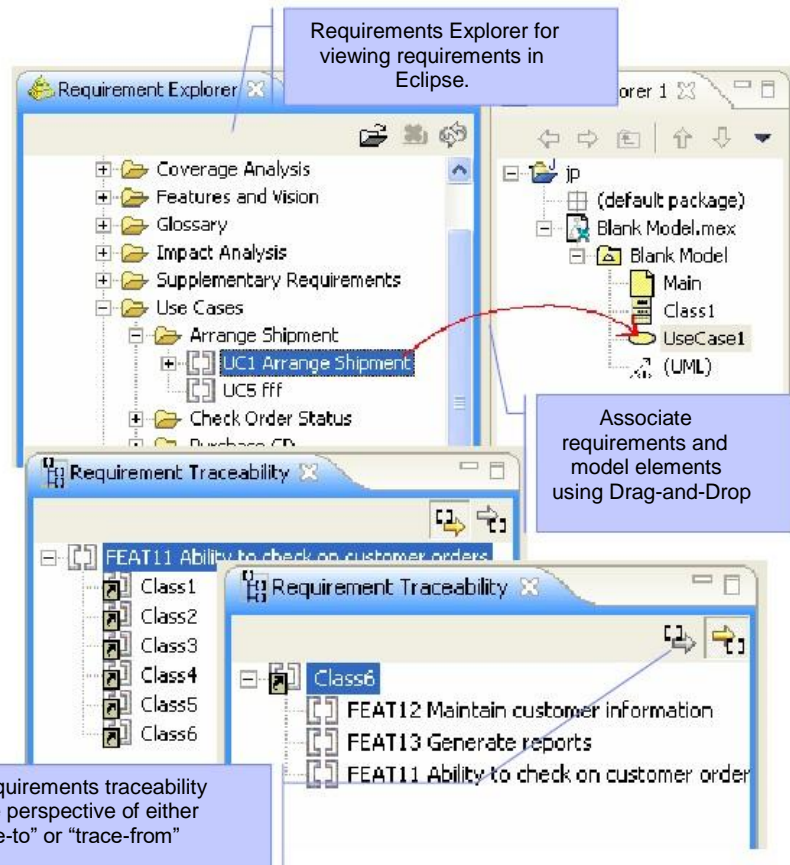 Requirements Explorer for
viewing requirements in
Eclipse.
Requirement Explorer
Coverage Analysis
Features and Vision
Glossary
Impact Analysis
Supplementary Requirements
Use Cases
Arrange Shipment
UC1 Arrange Shipment
UC5 fff
Check Order Status
Purchase CD
orer 1
jp
(default package)
Blank Model.mex
Blank Model
Main
Class1
UseCase1
(UML)
Associate
requirements and
model elements
using Drag-and-Drop
Requirement Traceability
FEAT11 Ability to check on customer orders
Class1
Class2
Class3
Class4
Class5
Class6
Requirement Traceability
Class6
FEAT12 Maintain customer information
FEAT13 Generate reports
FEAT11 Ability to check on customer order
quirements traceability
perspective of either
e-to” or “trace-from”